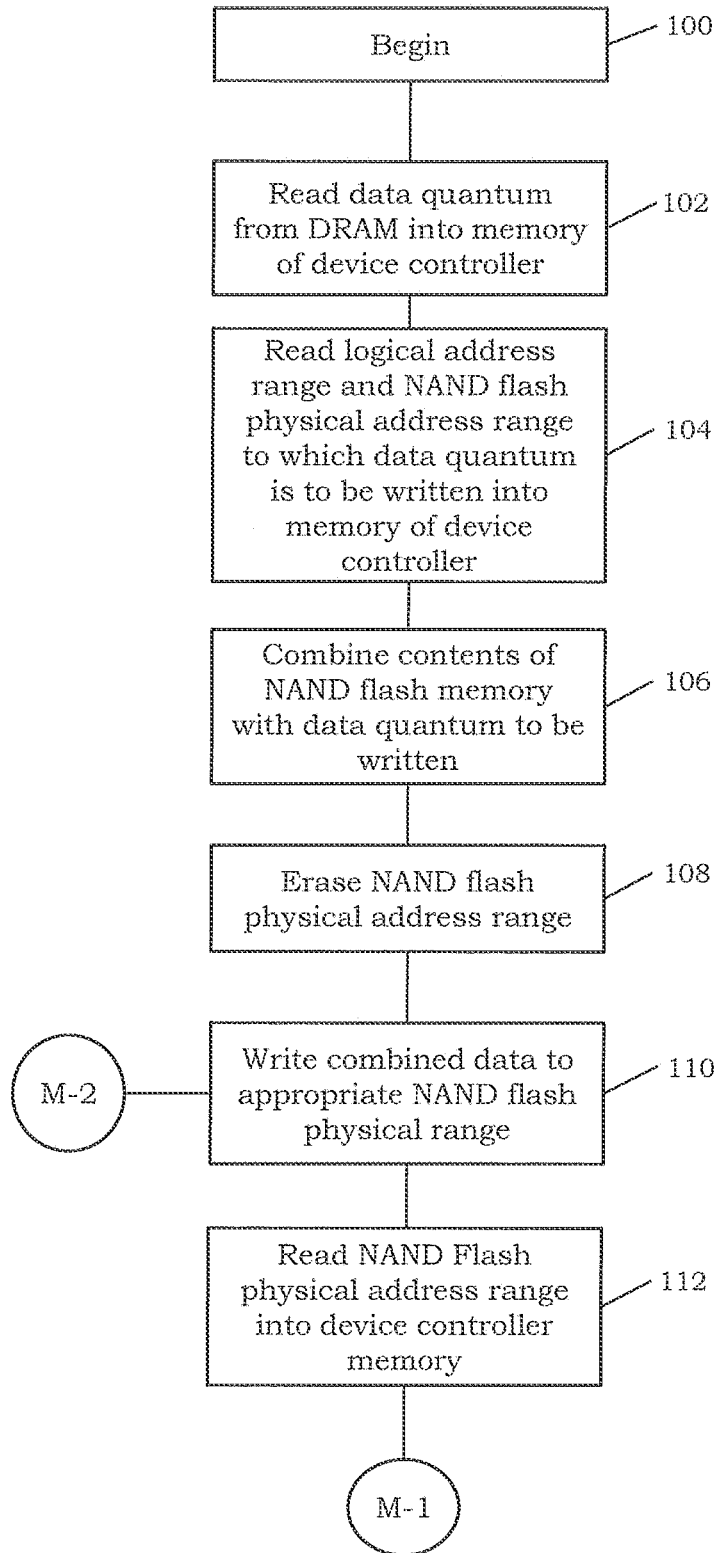 Begin
100
Read data quantum
from DRAM into memory
of device controller
102
Read logical address
range and NAND flash
physical address range
to which data quantum
is to be written into
memory of device
controller
104
Combine contents of
NAND flash memory
with data quantum to be
written
106
Erase NAND flash
physical address range
108
M-2
Write combined data to
appropriate NAND flash
physical range
110
Read NAND Flash
physical address range
into device controller
memory
112
M-1